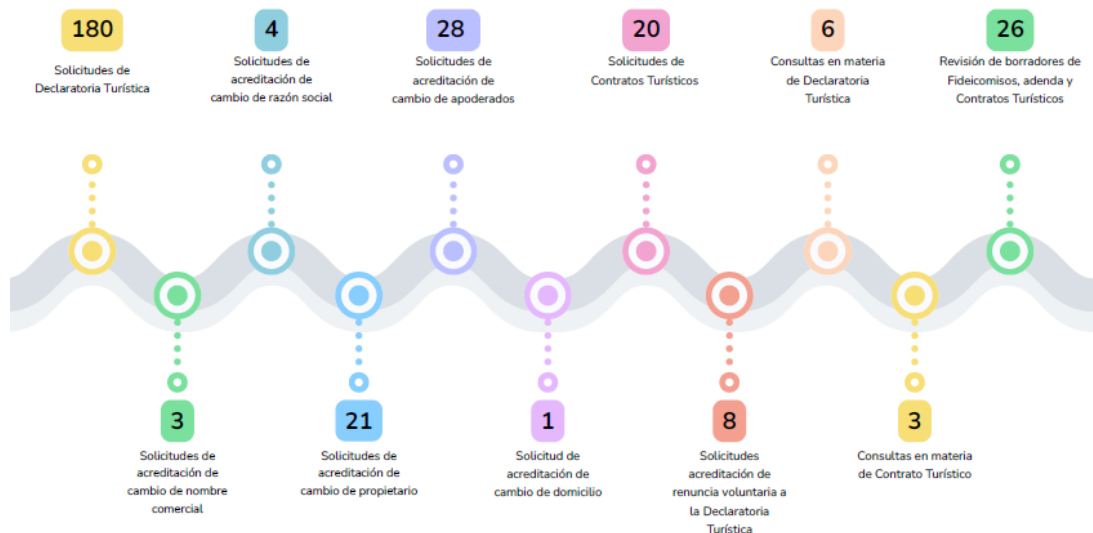 180
Solicitudes de
Declaratoria Turística
4
Solicitudes de
acreditación de
cambio de razón social
28
Solicitudes de
acreditación de
cambio de apoderados
20
Solicitudes de
Contratos Turísticos
6
Consultas en materia
de Declaratoria
Turística
26
Revisión de borradores de
Fideicomisos, adenda y
Contratos Turísticos
3
Solicitudes de
acreditación de
cambio de nombre
comercial
21
Solicitudes de
acreditación de
cambio de propietario
1
Solicitud de
acreditación de
cambio de domicilio
8
Solicitudes
acreditación de
renuncia voluntaria a
la Declaratoria
Turística
3
Consultas en materia
de Contrato Turístico